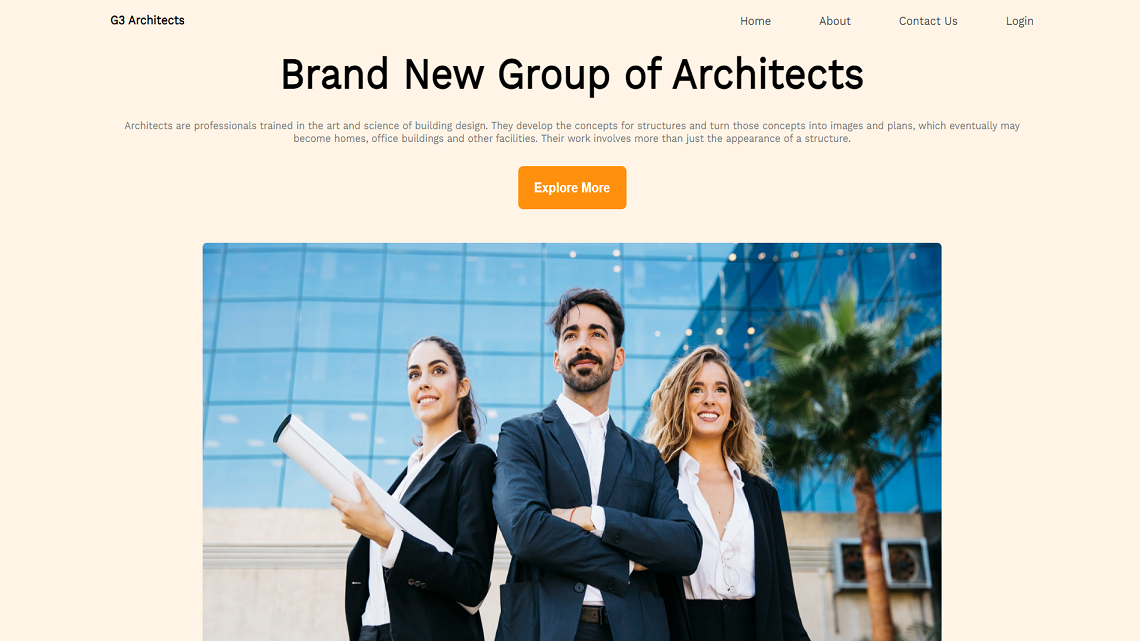 G3 Architects
Home About Contact Us Login
Brand New Group of Architects
Architects are professionals trained in the art and science of building design. They develop the concepts for structures and turn those concepts into images and plans, which eventually may
become homes, office buildings and other facilities. Their work involves more than just the appearance of a structure.
Explore More